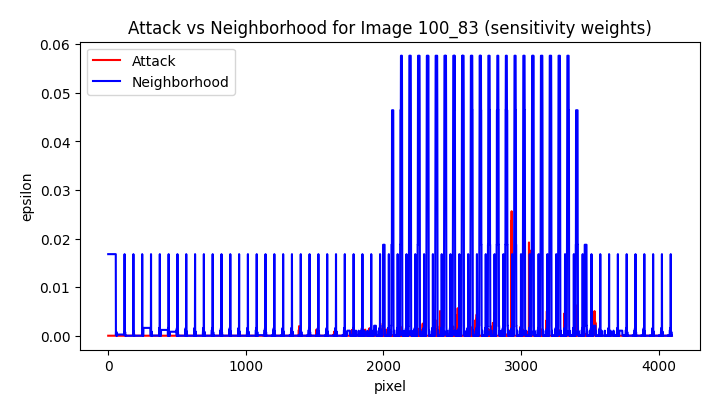 Attack vs Neighborhood for Image 100_83 (sensitivity weights)
Attack
Neighborhood
epsilon
0.06
0.05
0.04
0.03
0.02
0.01
0.00
0
1000
2000
3000
4000
pixel